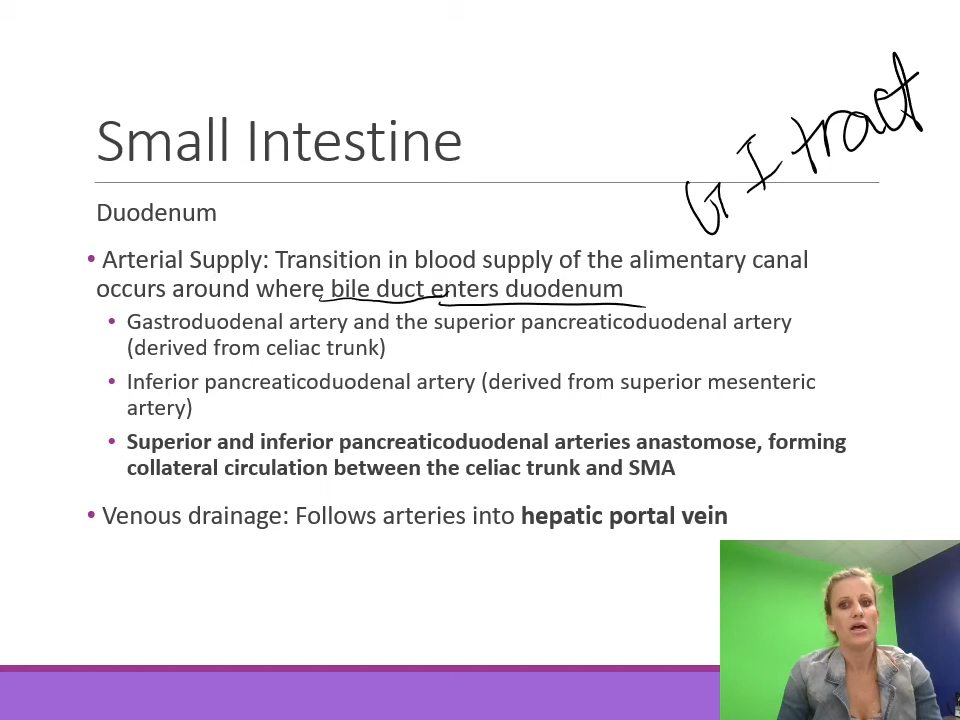 Small Intestine
G I tract
Duodenum
• Arterial Supply: Transition in blood supply of the alimentary canal
occurs around where bile duct enters duodenum
• Gastroduodenal artery and the superior pancreaticoduodenal artery
(derived from celiac trunk)
• Inferior pancreaticoduodenal artery (derived from superior mesenteric
artery)
• Superior and inferior pancreaticoduodenal arteries anastomose, forming
collateral circulation between the celiac trunk and SMA
• Venous drainage: Follows arteries into hepatic portal vein